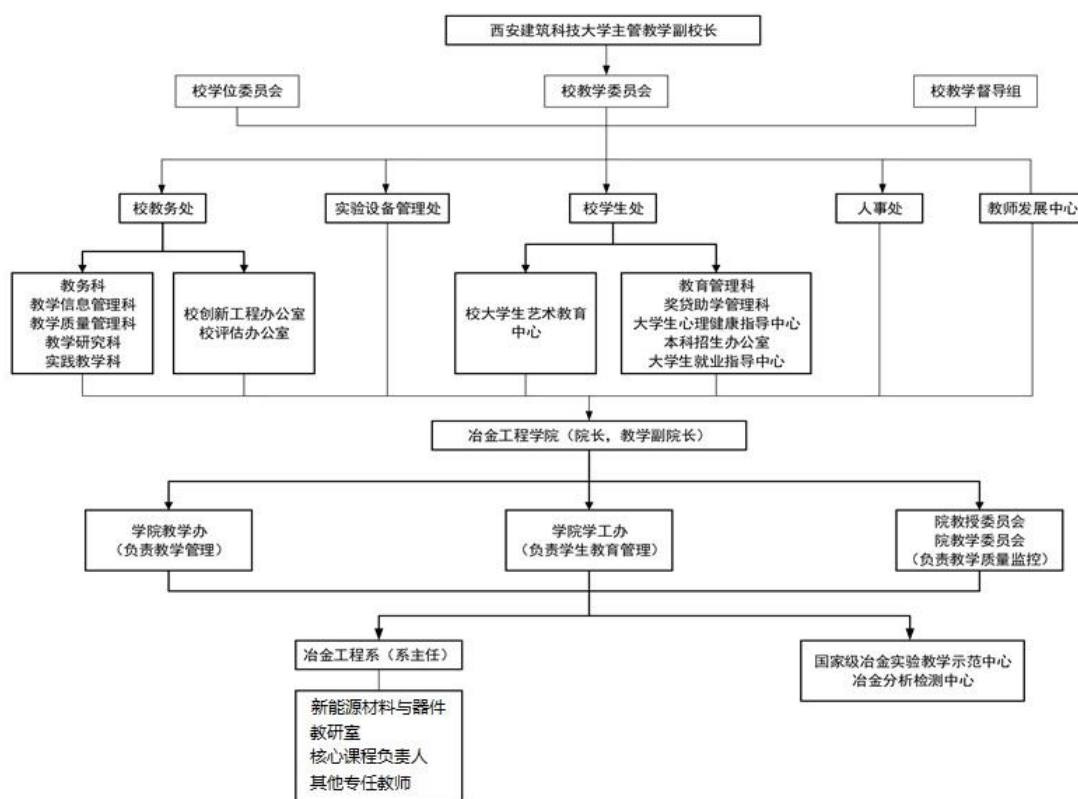 西安建筑科技大学主管教学副校长
校学位委员会
校教学委员会
校教学督导组
校教务处
实验设备管理处
校学生处
人事处
教师发展中心
教务科
教学信息管理科
教学质量管理科
教学研究科
实践教学科
校创新工程办公室
校评估办公室
校大学生艺术教育
中心
教育管理科
奖贷助学管理科
大学生心理健康指导中心
本科招生办公室
大学生就业指导中心
冶金工程学院（院长，教学副院长）
学院教学办
（负责教学管理）
学院学工办
（负责学生教育管理）
院教授委员会
院教学委员会
（负责教学质量监控）
冶金工程系（系主任）
国家级冶金实验教学示范中心
冶金分析检测中心
新能源材料与器件
教研室
核心课程负责人
其他专任教师